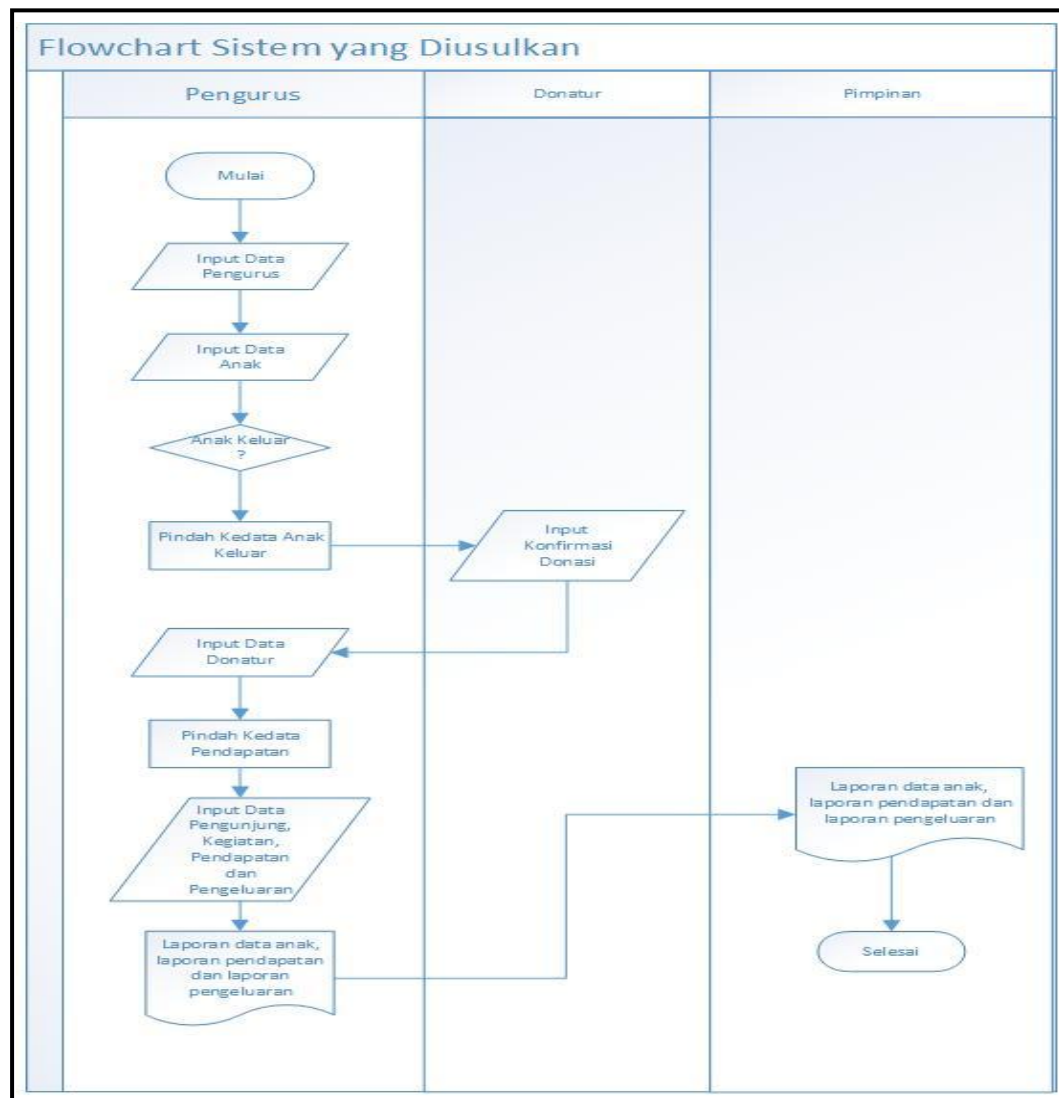 Flowchart Sistem yang Diusulkan
Pengurus
Donatur
Pimpinan
Mulai
Input Data
Pengurus
Input Data
Anak
Anak Keluar
?
Pindah Kedata Anak
Keluar
Input
Konfirmasi
Donasi
Input Data
Donatur
Pindah Kedata
Pendapatan
Input Data
Pengunjung,
Kegiatan,
Pendapatan
dan
Pengeluaran
Laporan data anak,
laporan pendapatan
dan laporan
pengeluaran
Laporan data anak,
laporan pendapatan dan
laporan pengeluaran
Selesai